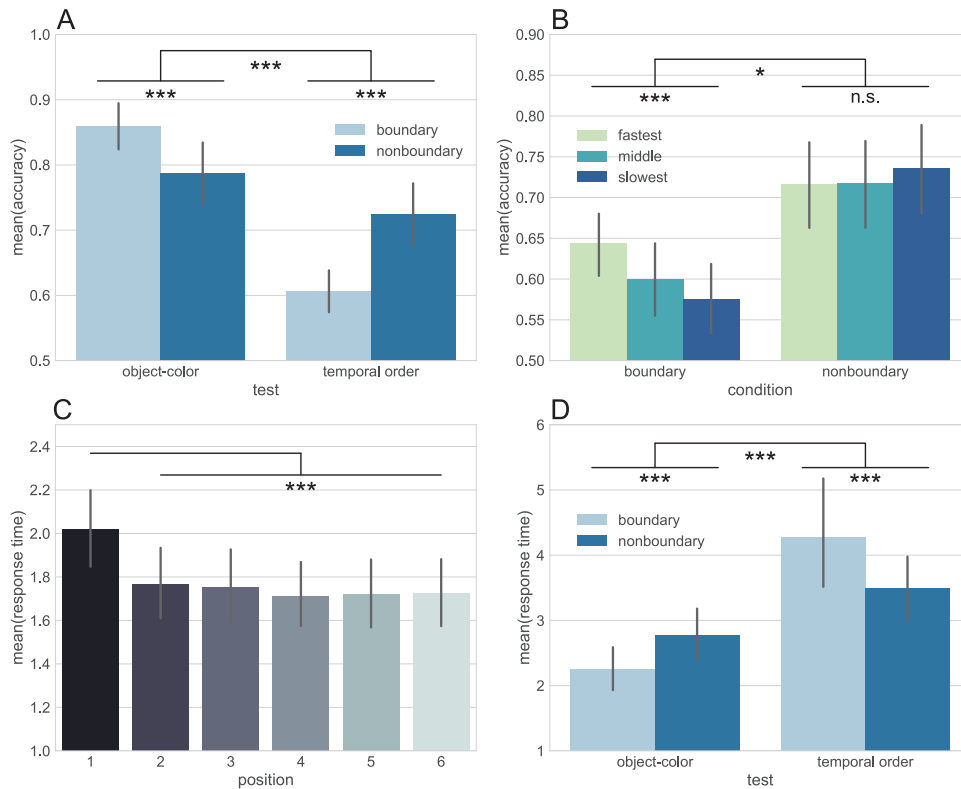 A
mean(accuracy)
1.0
0.9
0.8
0.7
0.6
0.5
***
***
***
boundary
nonboundary
object-color
temporal order
test
B
mean(accuracy)
0.90
0.85
0.80
0.75
0.70
0.65
0.60
0.55
0.50
*
***
n.s.
fastest
middle
slowest
boundary
nonboundary
condition
C
mean(response time)
2.4
2.2
2.0
1.8
1.6
1.4
1.2
1.0
***
1 2 3 4 5 6
position
D
mean(response time)
6
5
4
3
2
1
***
***
***
boundary
nonboundary
object-color
temporal order
test